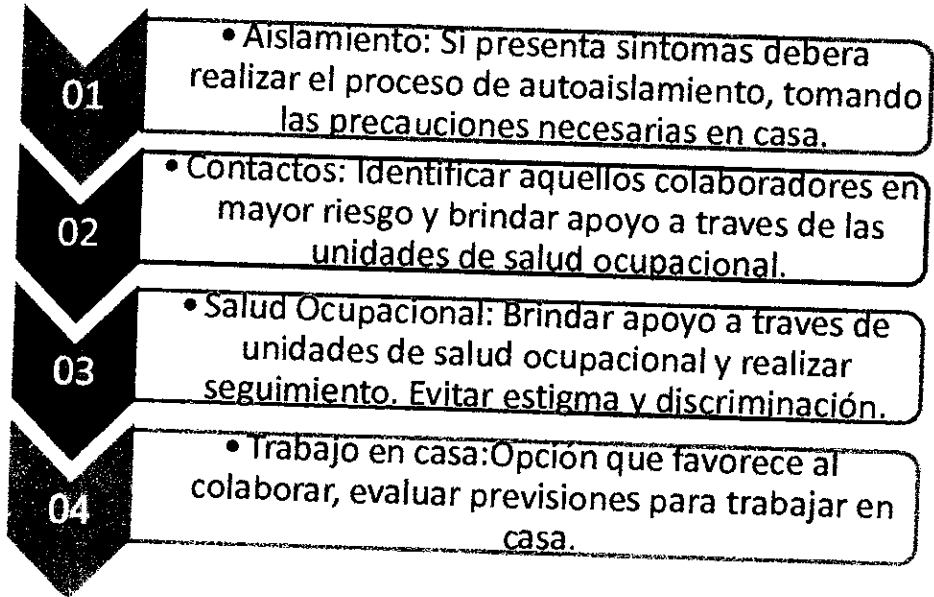 01
• Aislamiento: Si presenta sintomas debera
realizar el proceso de autoaislamiento, tomando
las precauciones necesarias en casa.
02
• Contactos: Identificar aquellos colaboradores en
mayor riesgo y brindar apoyo a traves de las
unidades de salud ocupacional.
03
• Salud Ocupacional: Brindar apoyo a traves de
unidades de salud ocupacional y realizar
seguimiento. Evitar estigma y discriminación.
04
• Trabajo en casa:Opción que favorece al
colaborar, evaluar previsiones para trabajar en
casa.